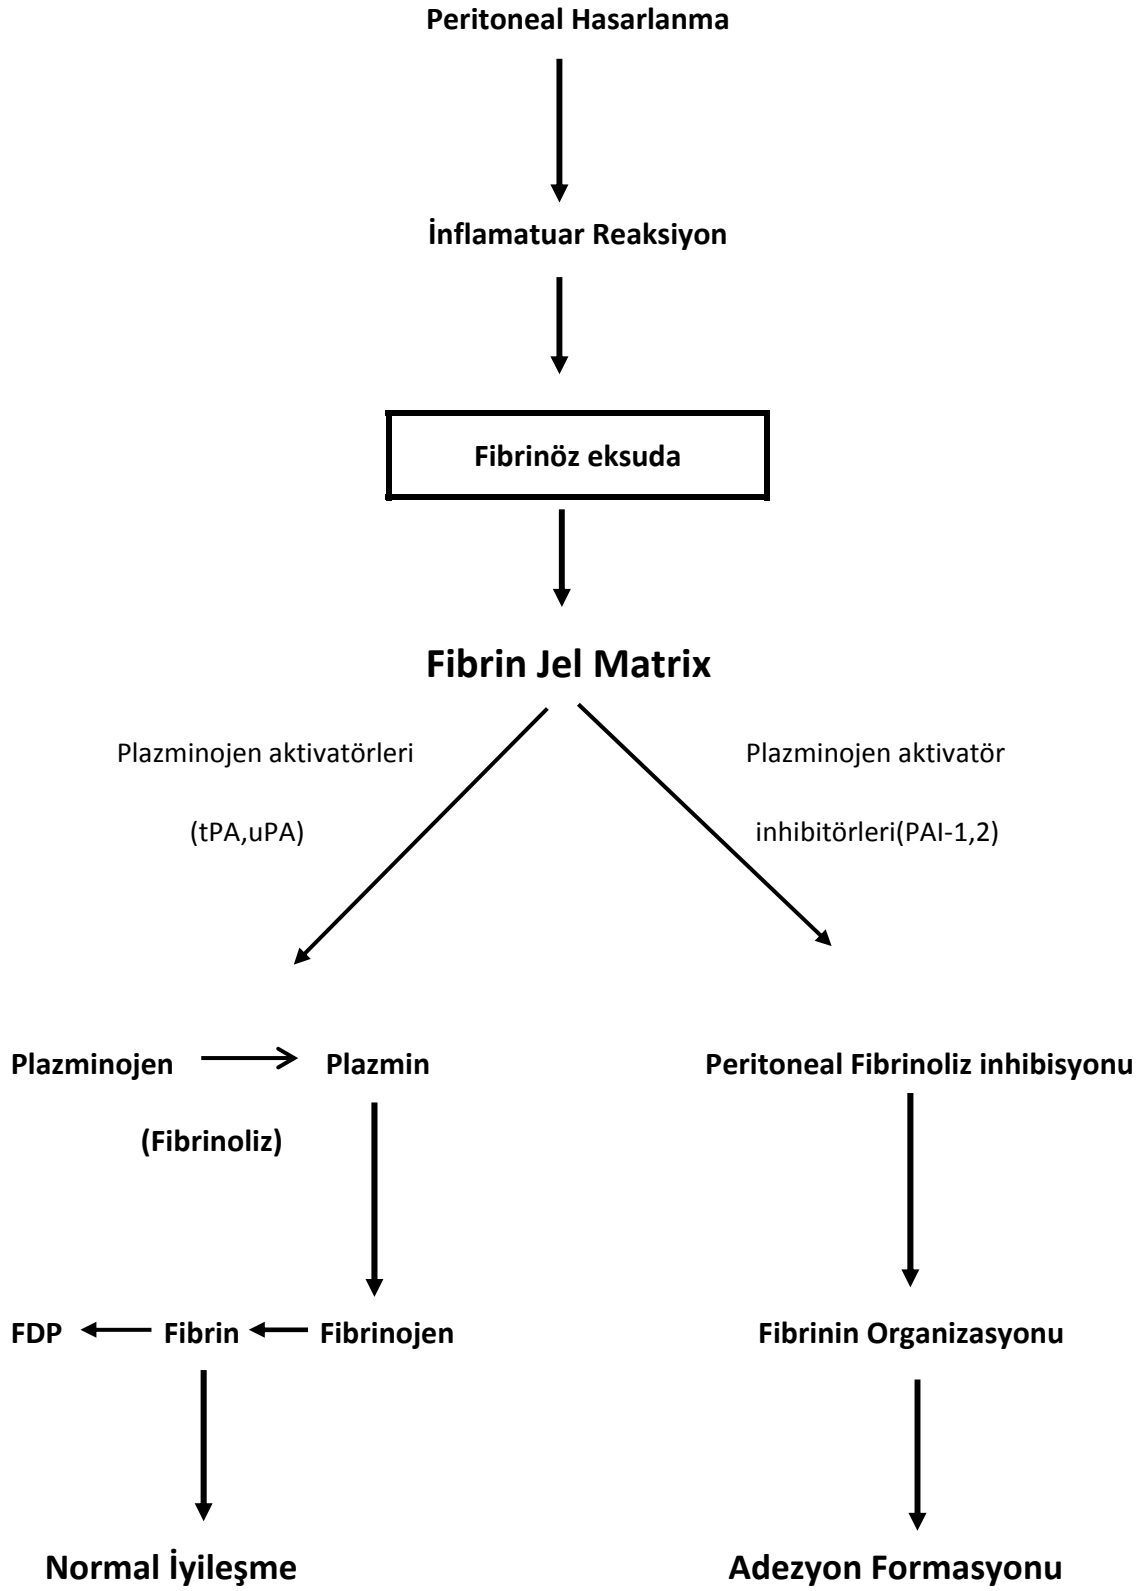 Peritoneal Hasarlanma
İnflamatuar Reaksiyon
Fibrinöz eksuda
Fibrin Jel Matrix
Plazminojen aktivatörleri
(tPA,uPA)
Plazminojen aktivatör
inhibitörleri(PAI-1,2)
Plazminojen
Plazmin
Peritoneal Fibrinoliz inhibisyonu
(Fibrinoliz)
FDP
Fibrin
Fibrinojen
Fibrinin Organizasyonu
Normal İyileşme
Adezyon Formasyonu